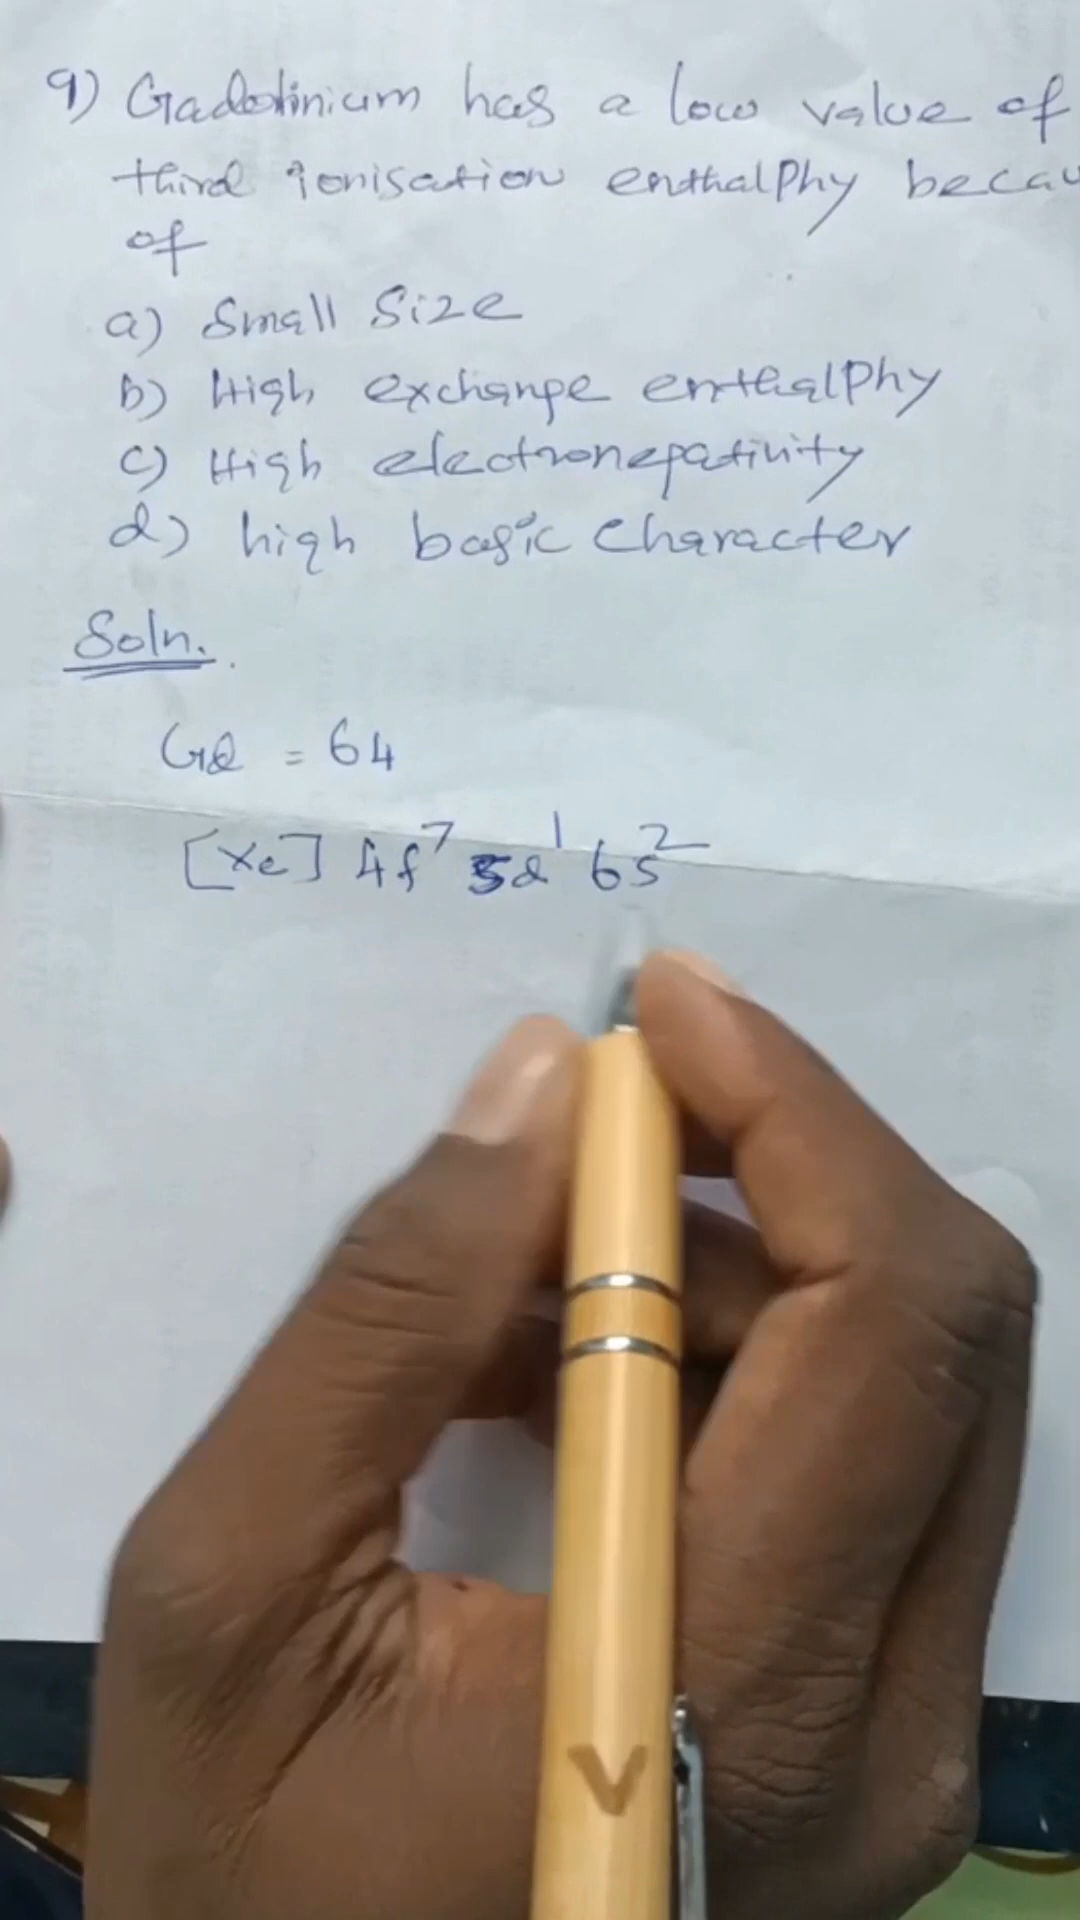 9) Gadolinium has a low value of
third ionisation enthalphy becau
of
a) Small Size
b) High exchange enthalphy
c) High electronegativity
d) high basic Character
Soln.
Gd = 64
[Xe] 4f⁷ 5d¹ 6s²
V